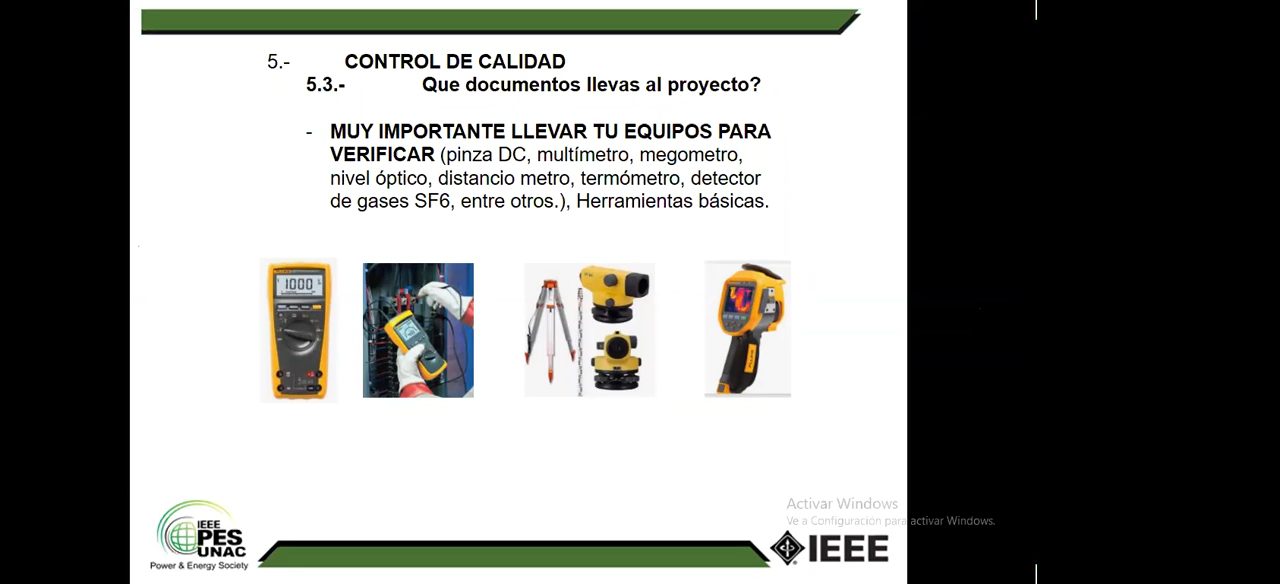 5.- CONTROL DE CALIDAD
5.3.- Que documentos llevas al proyecto?
- MUY IMPORTANTE LLEVAR TU EQUIPOS PARA
VERIFICAR (pinza DC, multímetro, megometro,
nivel óptico, distancio metro, termómetro, detector
de gases SF6, entre otros.), Herramientas básicas.
1000
Activar Windows
Ve a Configuración para activar Windows.
IEEE
PES
UNAC
Power & Energy Society
IEEE